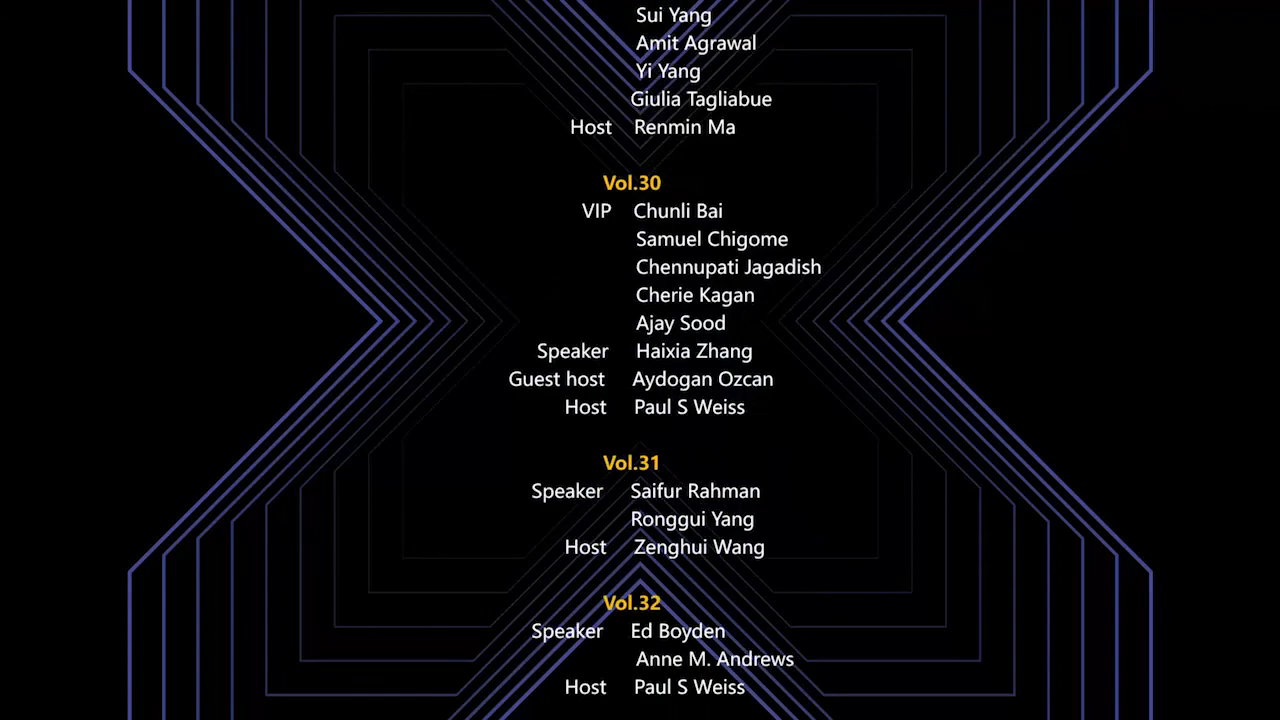 Sui Yang
Amit Agrawal
Yi Yang
Giulia Tagliabue
Host Renmin Ma
Vol.30
VIP Chunli Bai
Samuel Chigome
Chennupati Jagadish
Cherie Kagan
Ajay Sood
Speaker Haixia Zhang
Guest host Aydogan Ozcan
Host Paul S Weiss
Vol.31
Speaker Saifur Rahman
Ronggui Yang
Host Zenghui Wang
Vol.32
Speaker Ed Boyden
Anne M. Andrews
Host Paul S Weiss